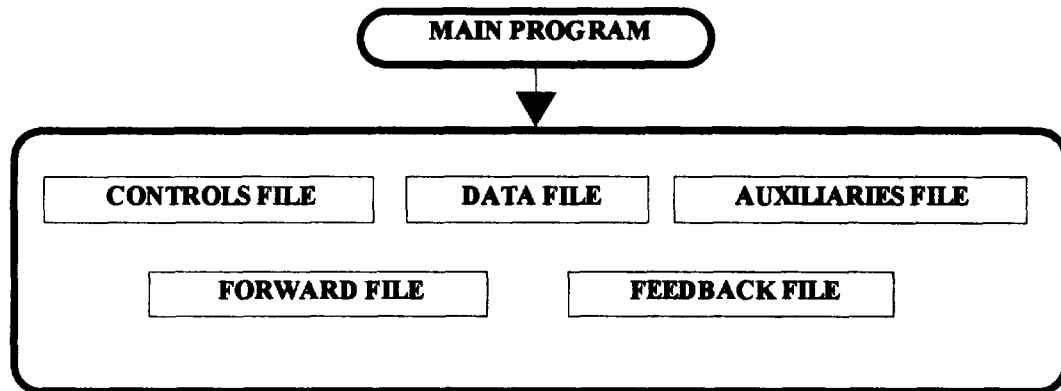 MAIN PROGRAM
CONTROLS FILE
DATA FILE
AUXILIARIES FILE
FORWARD FILE
FEEDBACK FILE